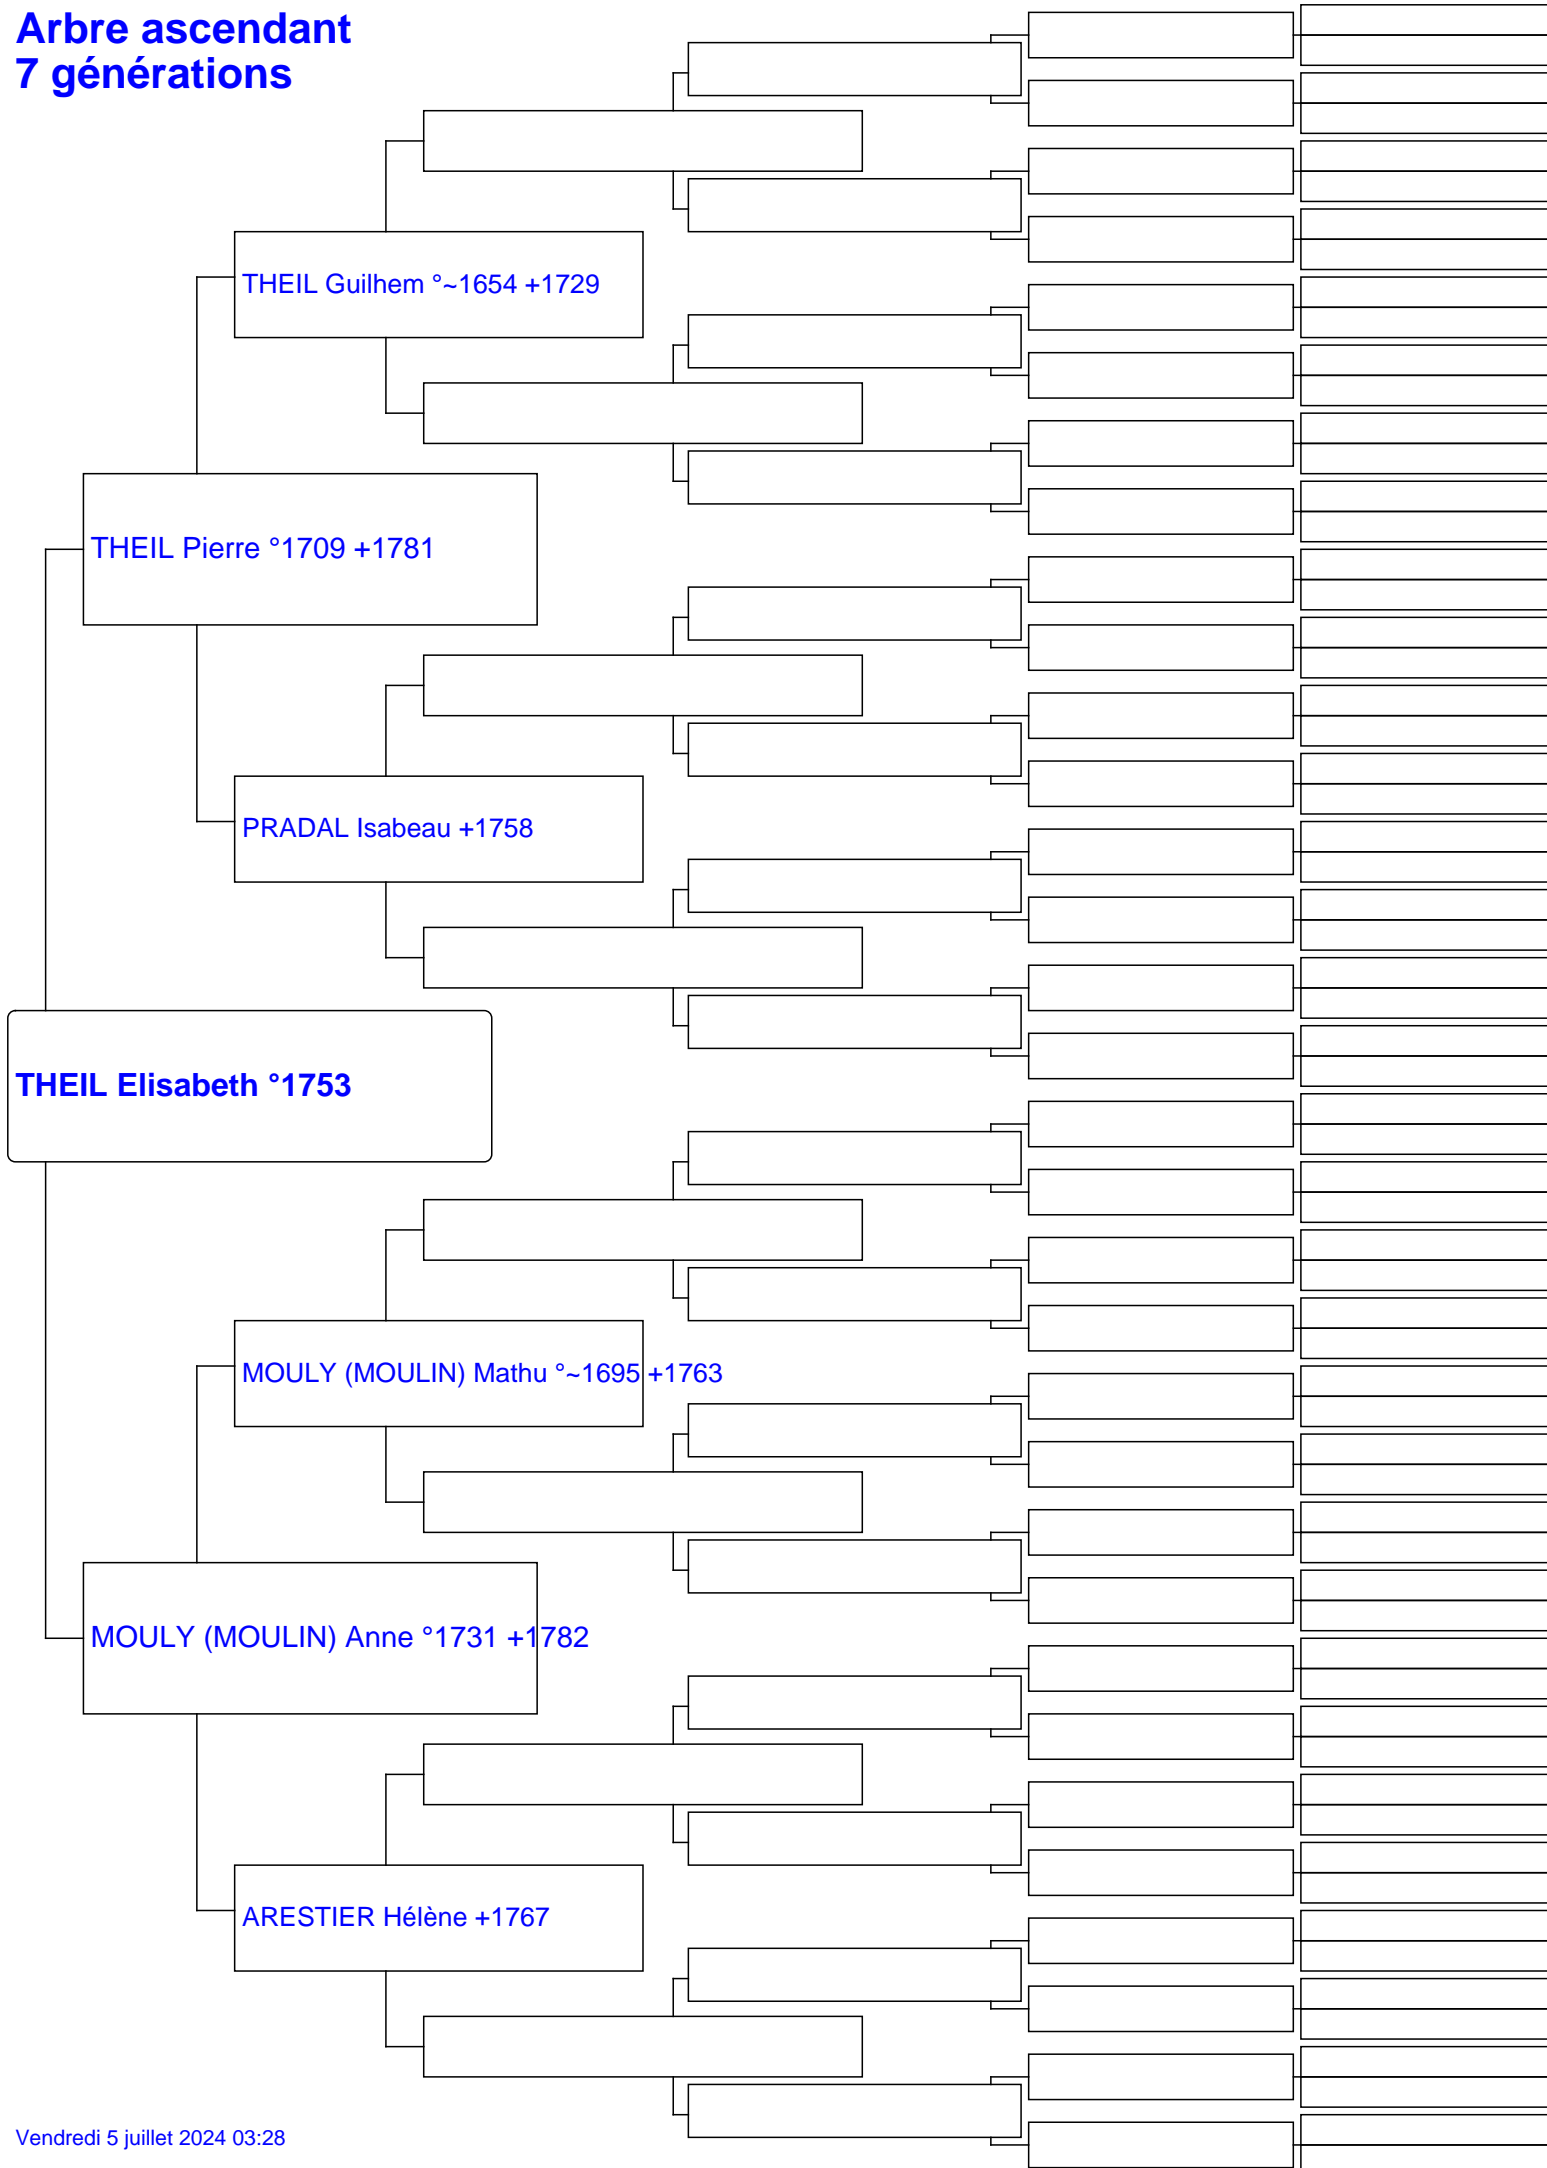 Arbre ascendant
7 générations
THEIL Guilhem °~1654 +1729
THEIL Pierre °1709 +1781
PRADAL Isabeau +1758
THEIL Elisabeth °1753
MOULY (MOULIN) Mathu °~1695 +1763
MOULY (MOULIN) Anne °1731 +1782
ARESTIER Hélène +1767
Vendredi 5 juillet 2024 03:28